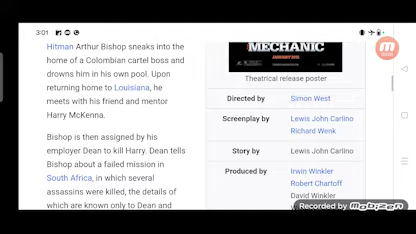 3:01
Hitman Arthur Bishop sneaks into the
home of a Colombian cartel boss and
drowns him in his own pool. Upon
returning home to Louisiana, he
meets with his friend and mentor
Harry McKenna.
Bishop is then assigned by his
employer Dean to kill Harry. Dean tells
Bishop about a failed mission in
South Africa, in which several
assassins were killed, the details of
which are known only to Dean and
MECHANIC
Theatrical release poster
Directed by Simon West
Screenplay by Lewis John Carlino
Richard Wenk
Story by Lewis John Carlino
Produced by Irwin Winkler
Robert Chartoff
David Winkler
Recorded by Mobizen